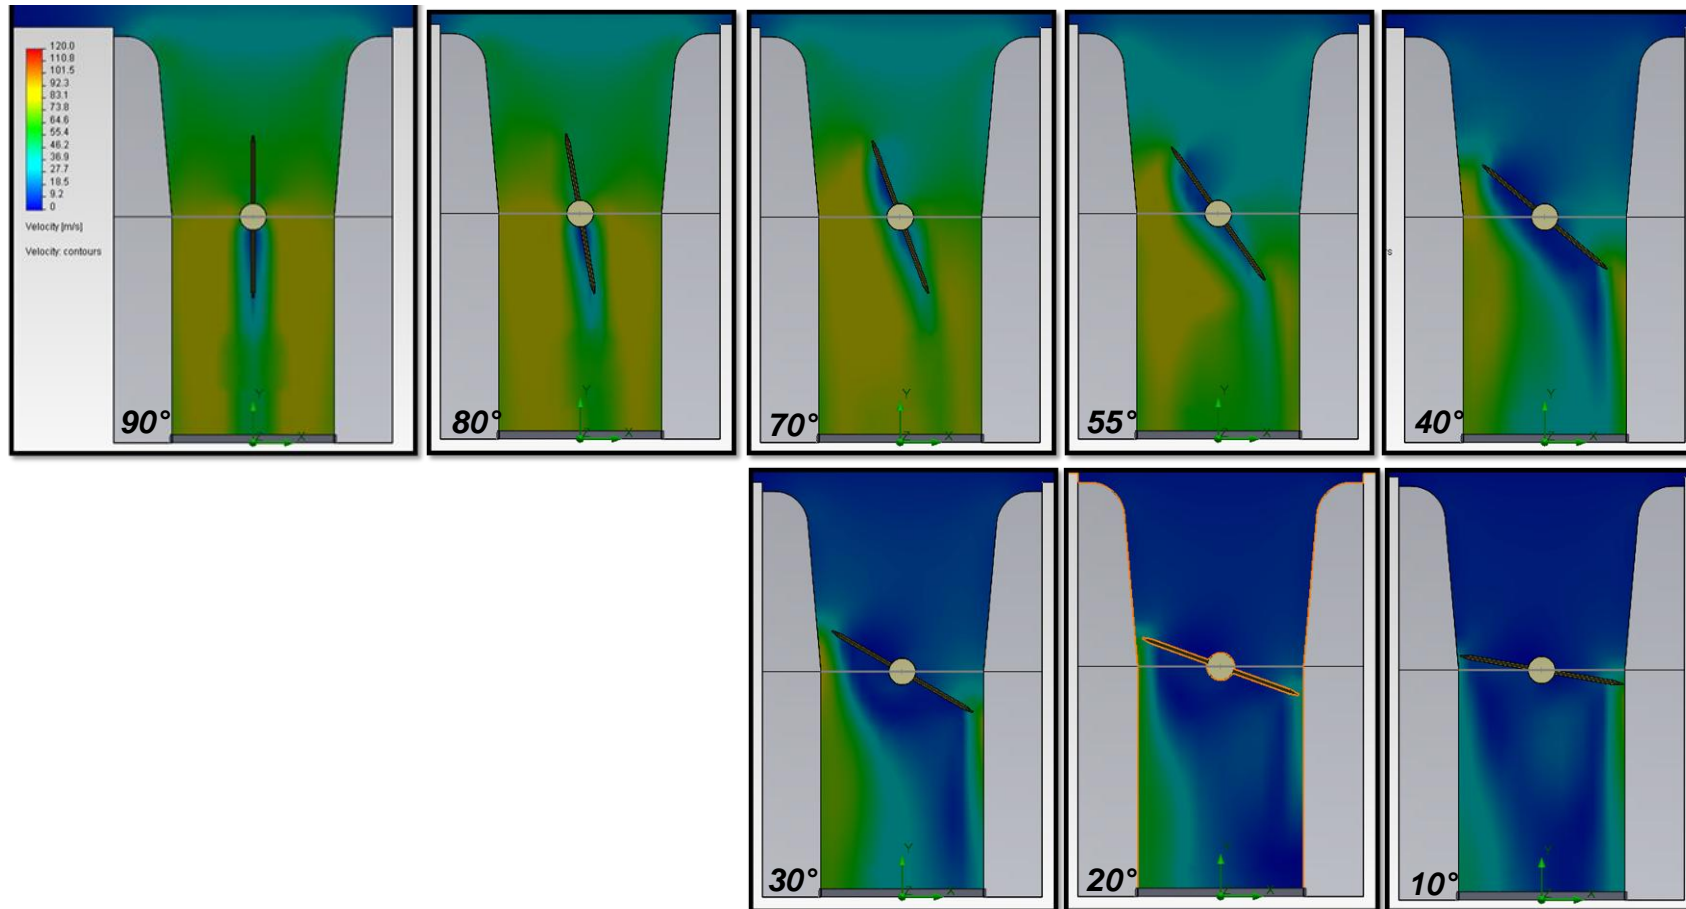 120.0
110.8
101.5
92.3
83.1
73.8
64.6
55.4
46.2
36.9
27.7
18.5
9.2
0
Velocity [m/s]
Velocity: contours
90°
Y
X
80°
Y
Z
X
70°
Y
Z
X
55°
Y
Z
X
s
40°
Y
Z
X
30°
Y
Z
X
20°
Y
Z
X
10°
Y
Z
X